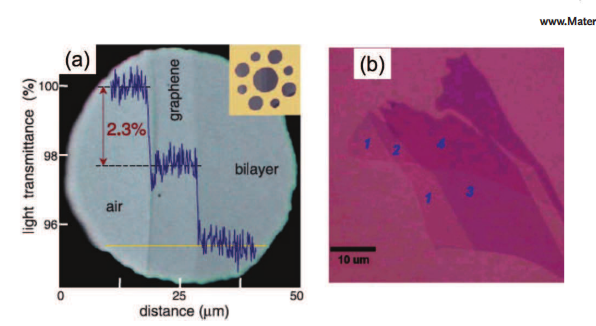 www.Mater
(a)
light transmittance (%)
100
98
96
2.3%
graphene
air
bilayer
0
25
50
distance (μm)
(b)
1
2
4
1
3
10 um